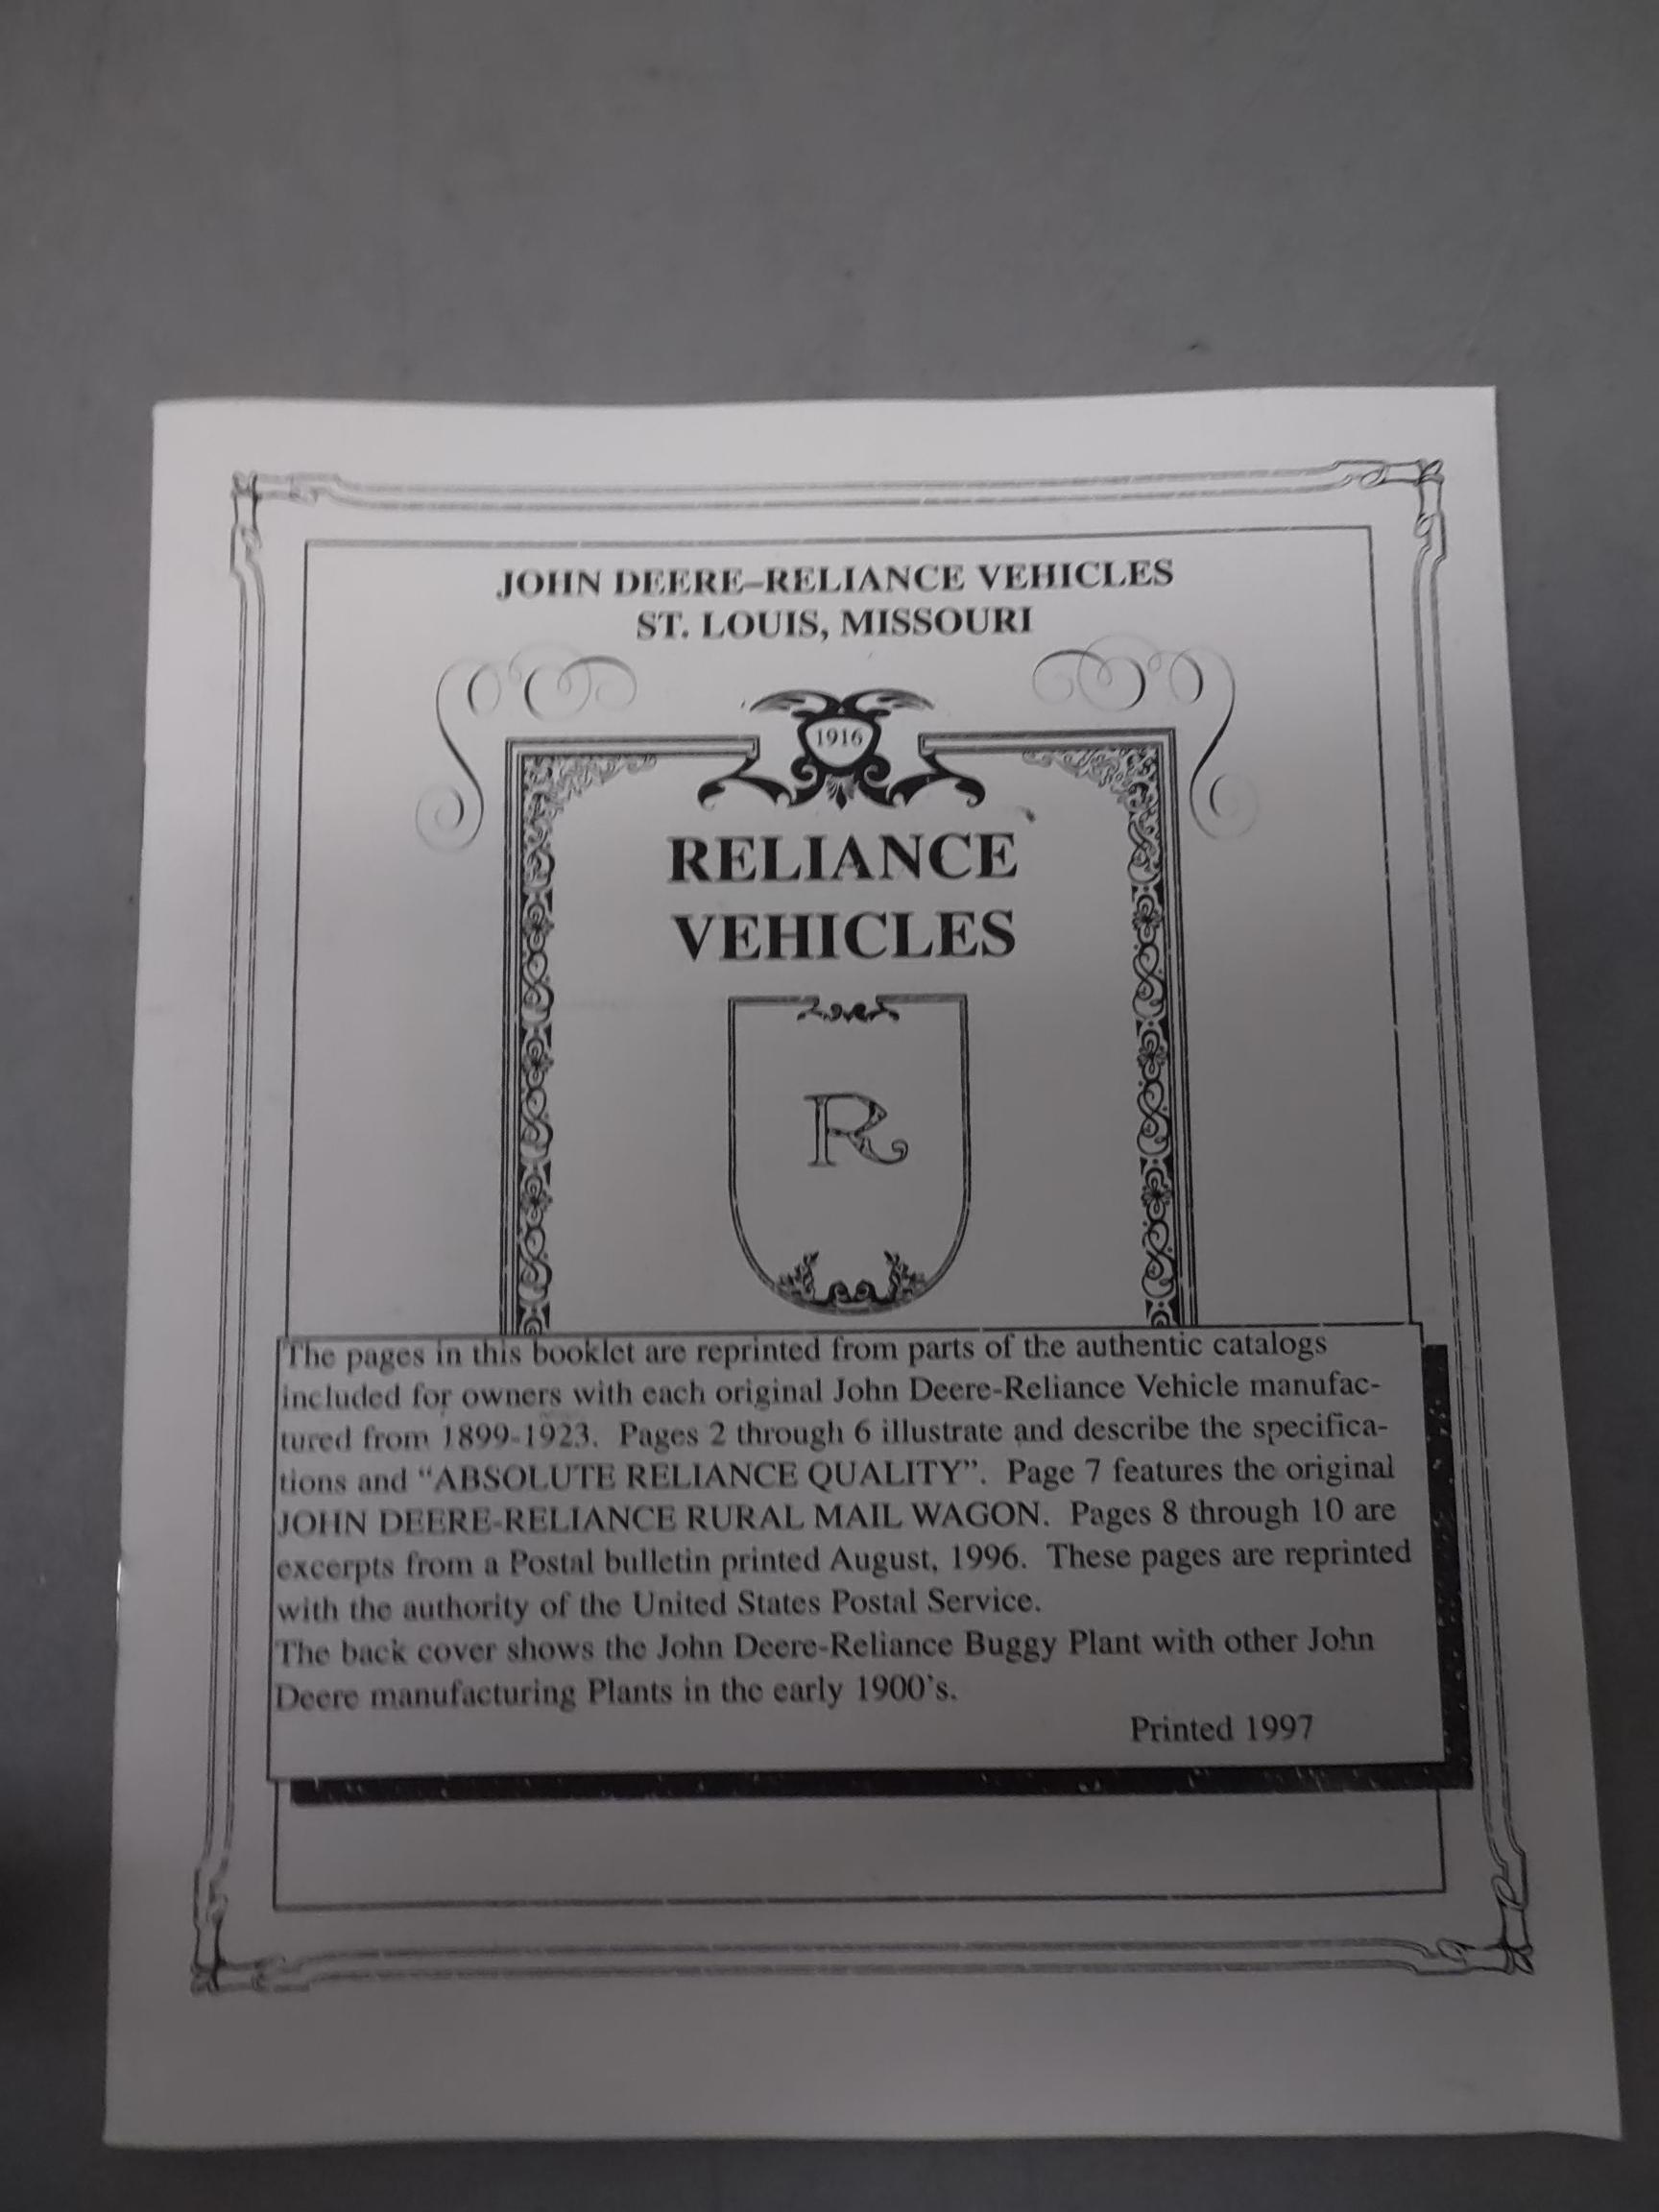 JOHN DEERE–RELIANCE VEHICLES
ST. LOUIS, MISSOURI
1916
RELIANCE
VEHICLES
R
The pages in this booklet are reprinted from parts of the authentic catalogs
included for owners with each original John Deere-Reliance Vehicle manufac-
tured from 1899-1923. Pages 2 through 6 illustrate and describe the specifica-
tions and “ABSOLUTE RELIANCE QUALITY”. Page 7 features the original
JOHN DEERE-RELIANCE RURAL MAIL WAGON. Pages 8 through 10 are
excerpts from a Postal bulletin printed August, 1996. These pages are reprinted
with the authority of the United States Postal Service.
The back cover shows the John Deere-Reliance Buggy Plant with other John
Deere manufacturing Plants in the early 1900’s.
Printed 1997